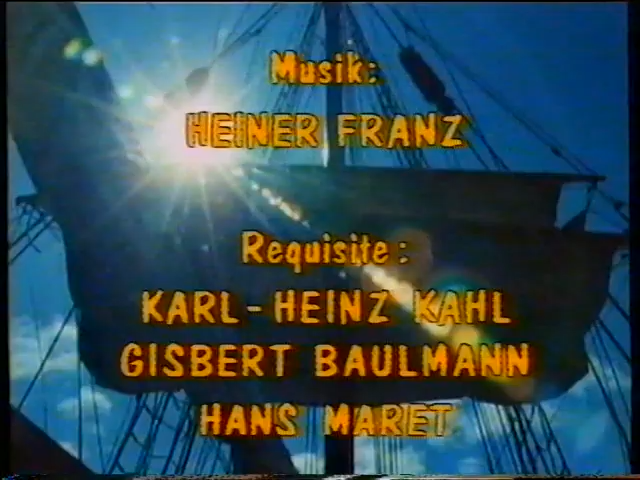 Musik:
HEINER FRANZ
Requisite:
KARL-HEINZ KAHL
GISBERT BAULMANN
HANS MARET